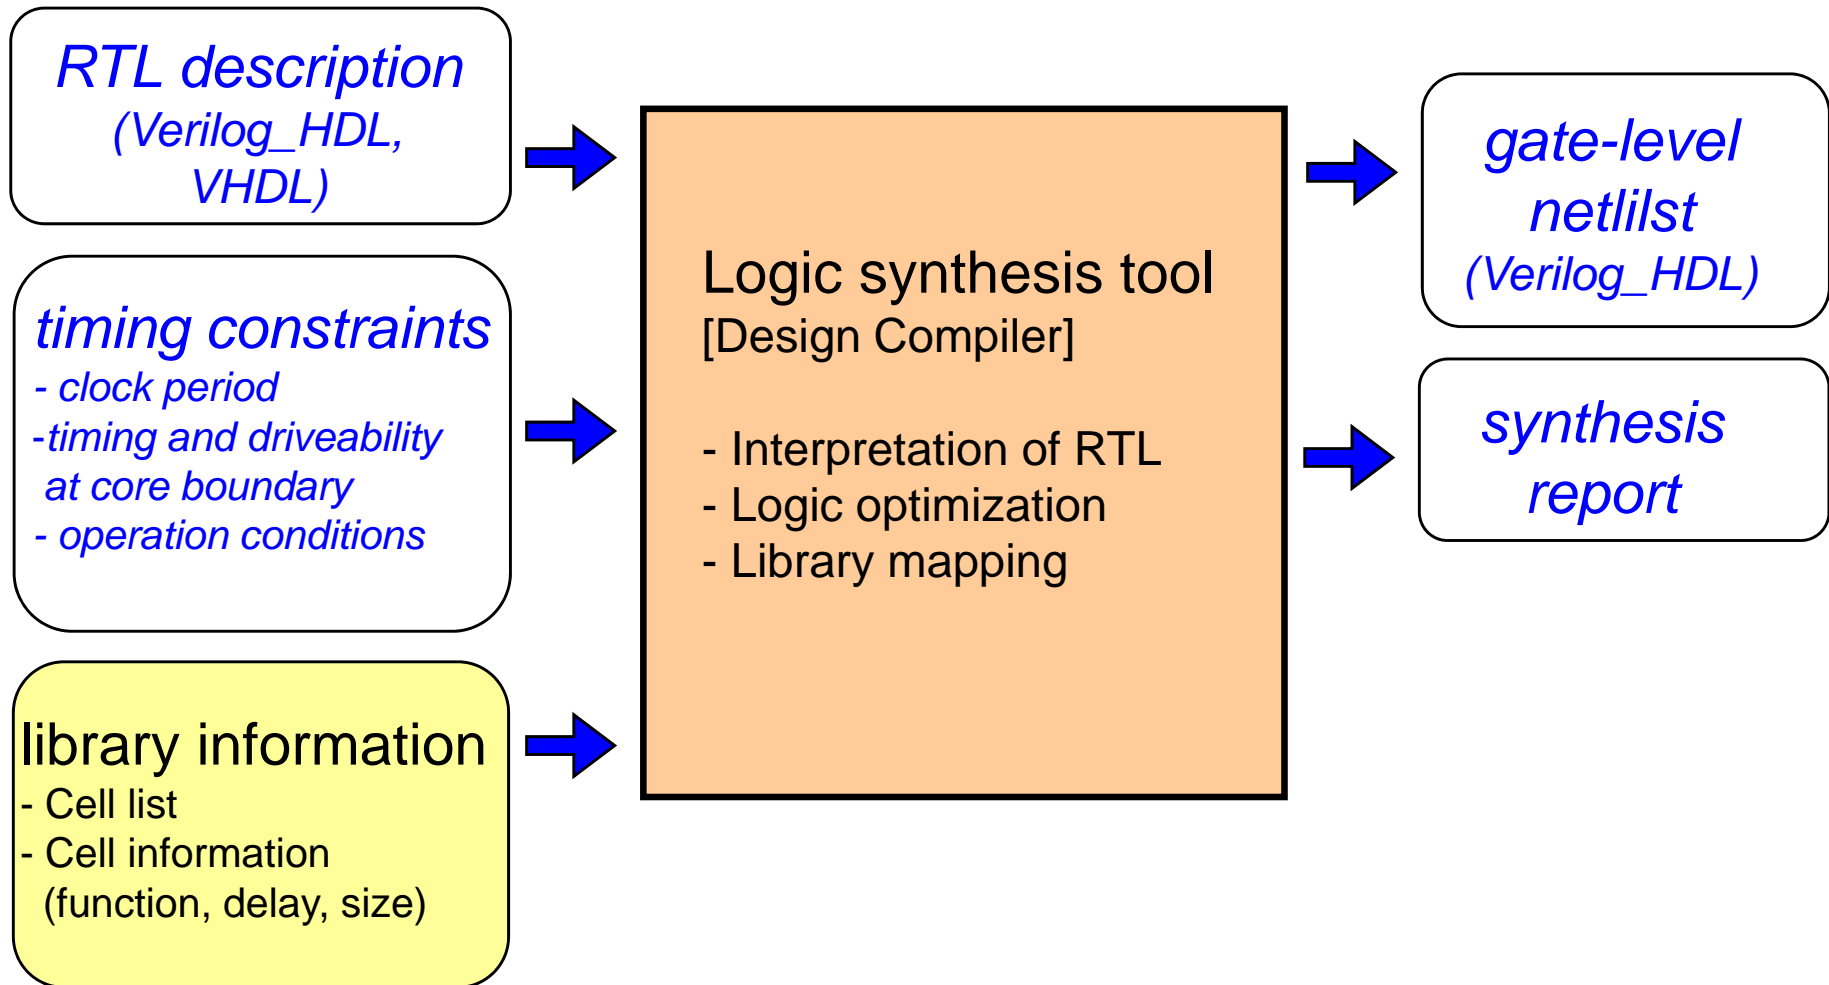 RTL description
(Verilog_HDL,
VHDL)
timing constraints
- clock period
-timing and driveability
at core boundary
- operation conditions
library information
- Cell list
- Cell information
(function, delay, size)
Logic synthesis tool
[Design Compiler]
- Interpretation of RTL
- Logic optimization
- Library mapping
gate-level
netlilst
(Verilog_HDL)
synthesis
report